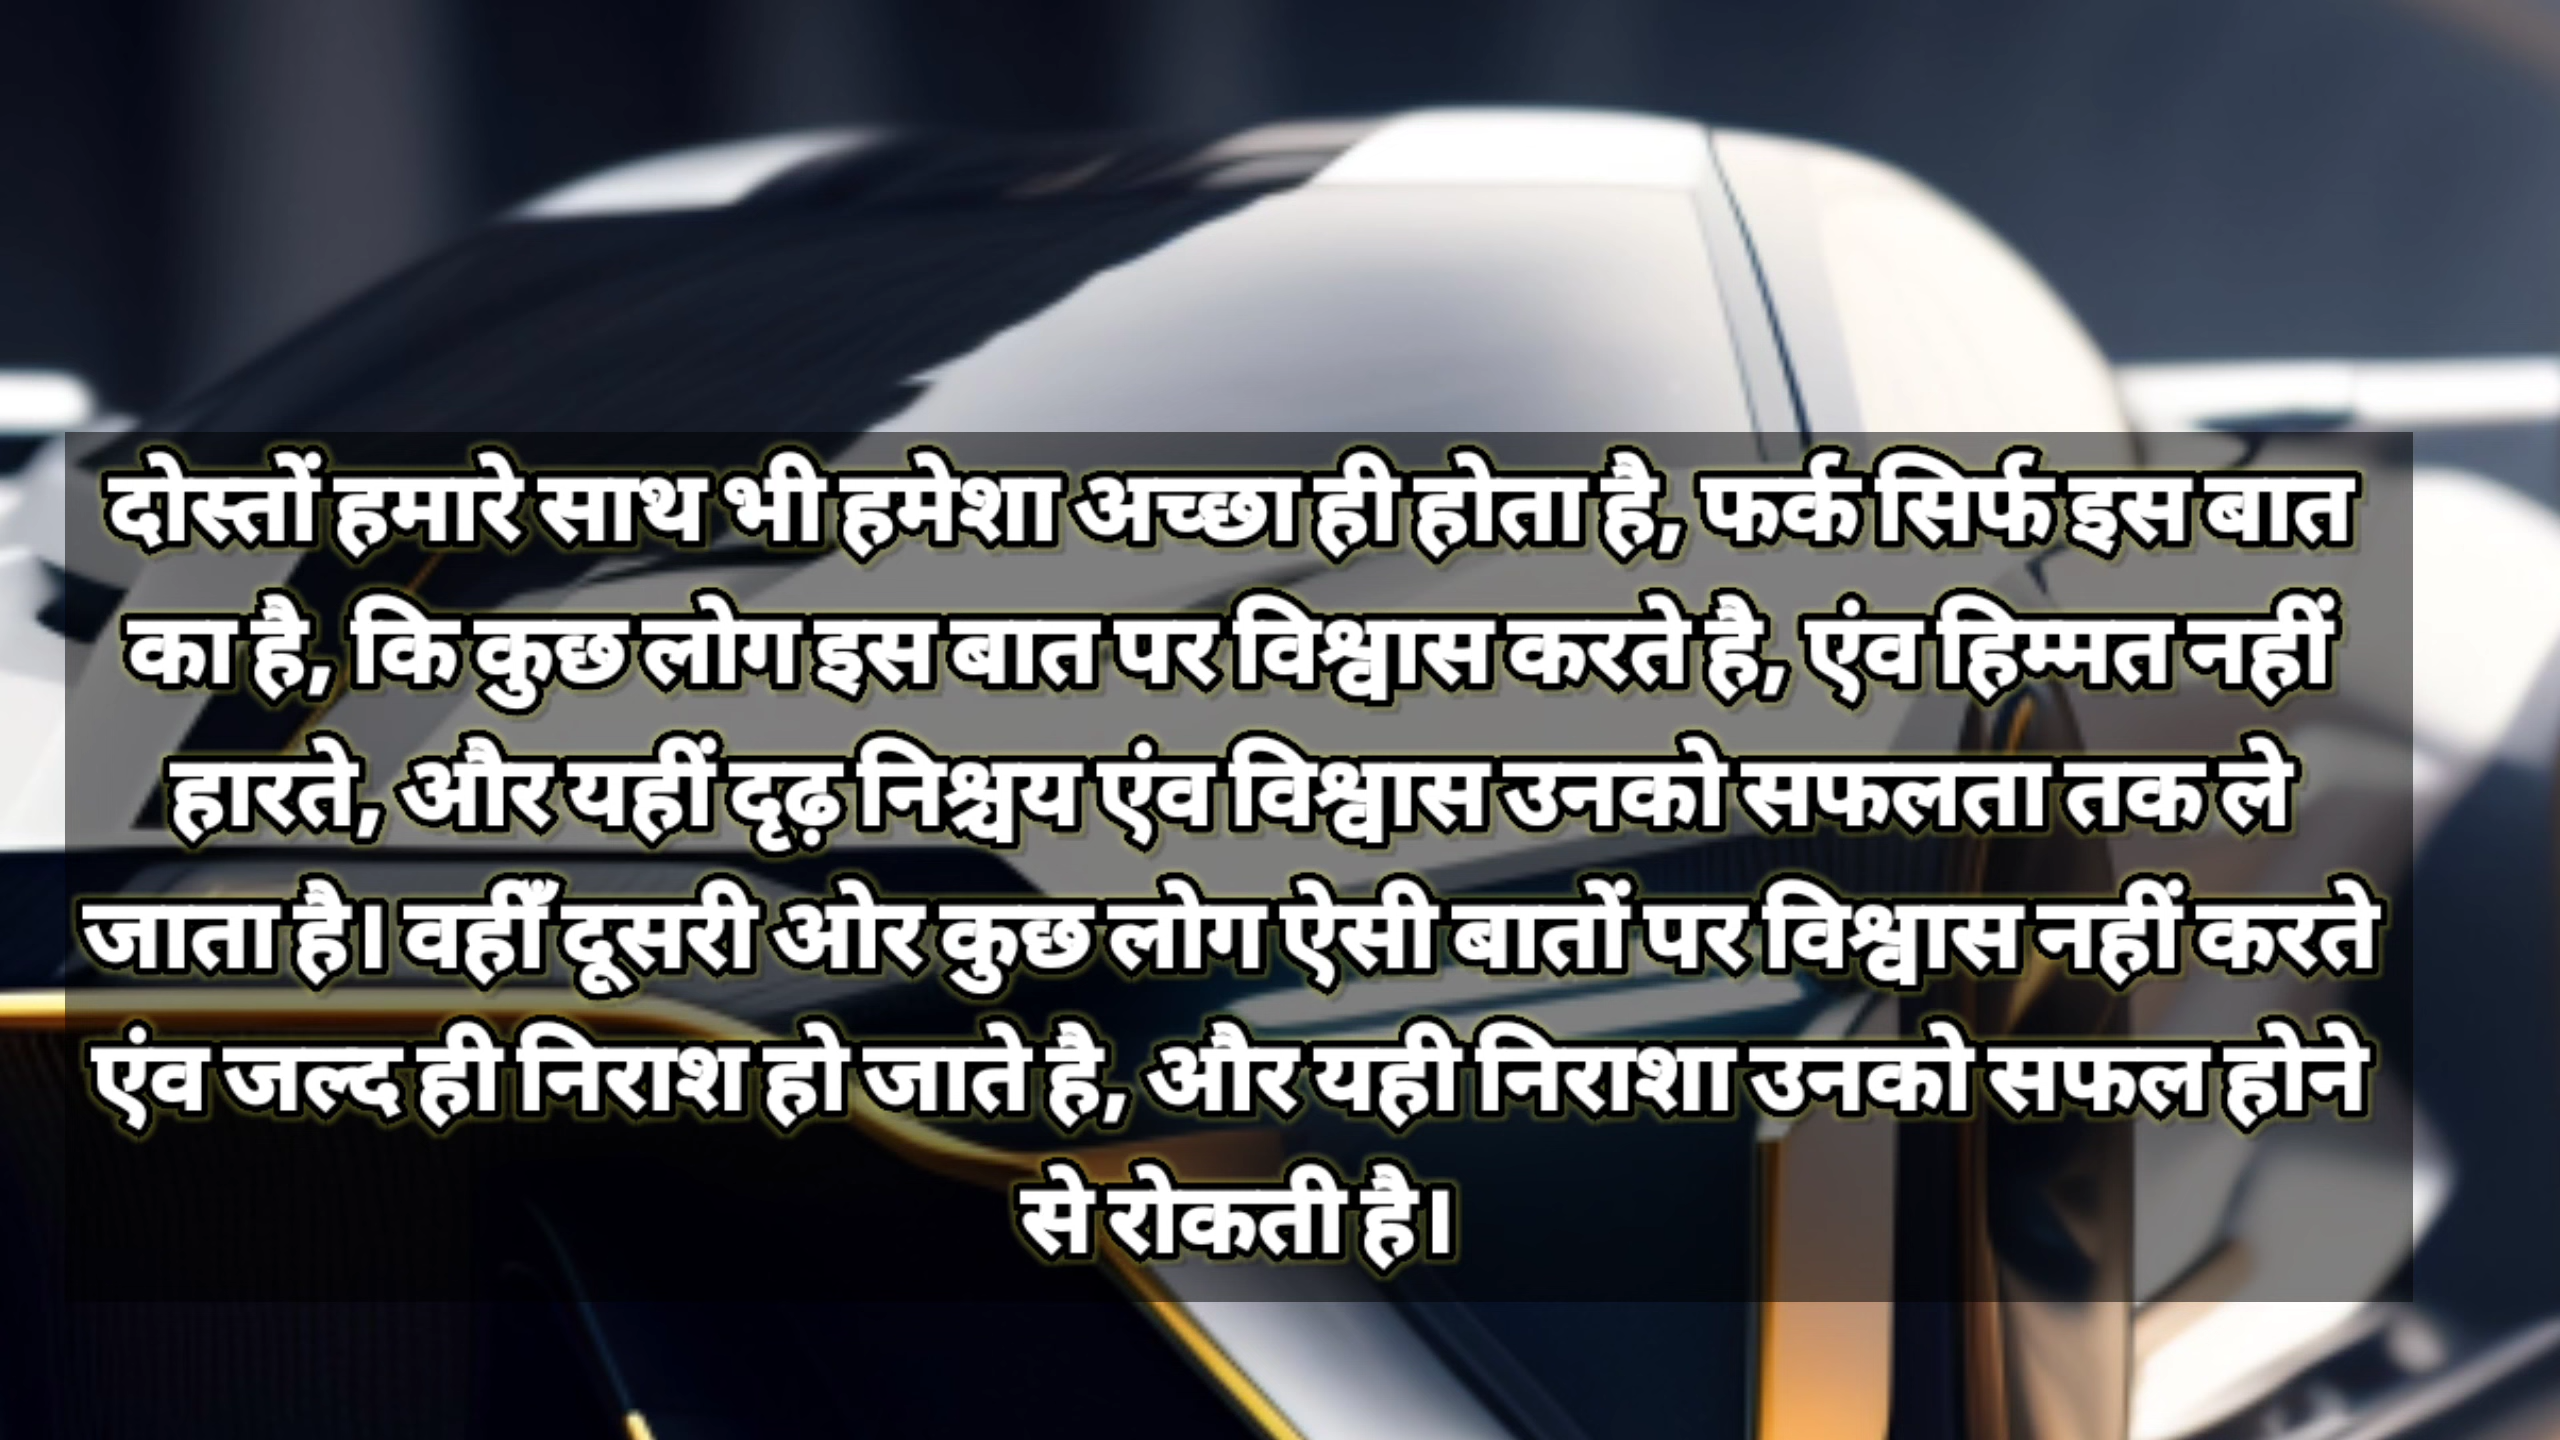 दोस्तों हमारे साथ भी हमेशा अच्छा ही होता है, फर्क सिर्फ इस बात
का है, कि कुछ लोग इस बात पर विश्वास करते है, एंव हिम्मत नहीं
हारते, और यहीं दृढ़ निश्चय एंव विश्वास उनको सफलता तक ले
जाता है। वहीँ दूसरी ओर कुछ लोग ऐसी बातों पर विश्वास नहीं करते
एंव जल्द ही निराश हो जाते है, और यही निराशा उनको सफल होने
से रोकती है।